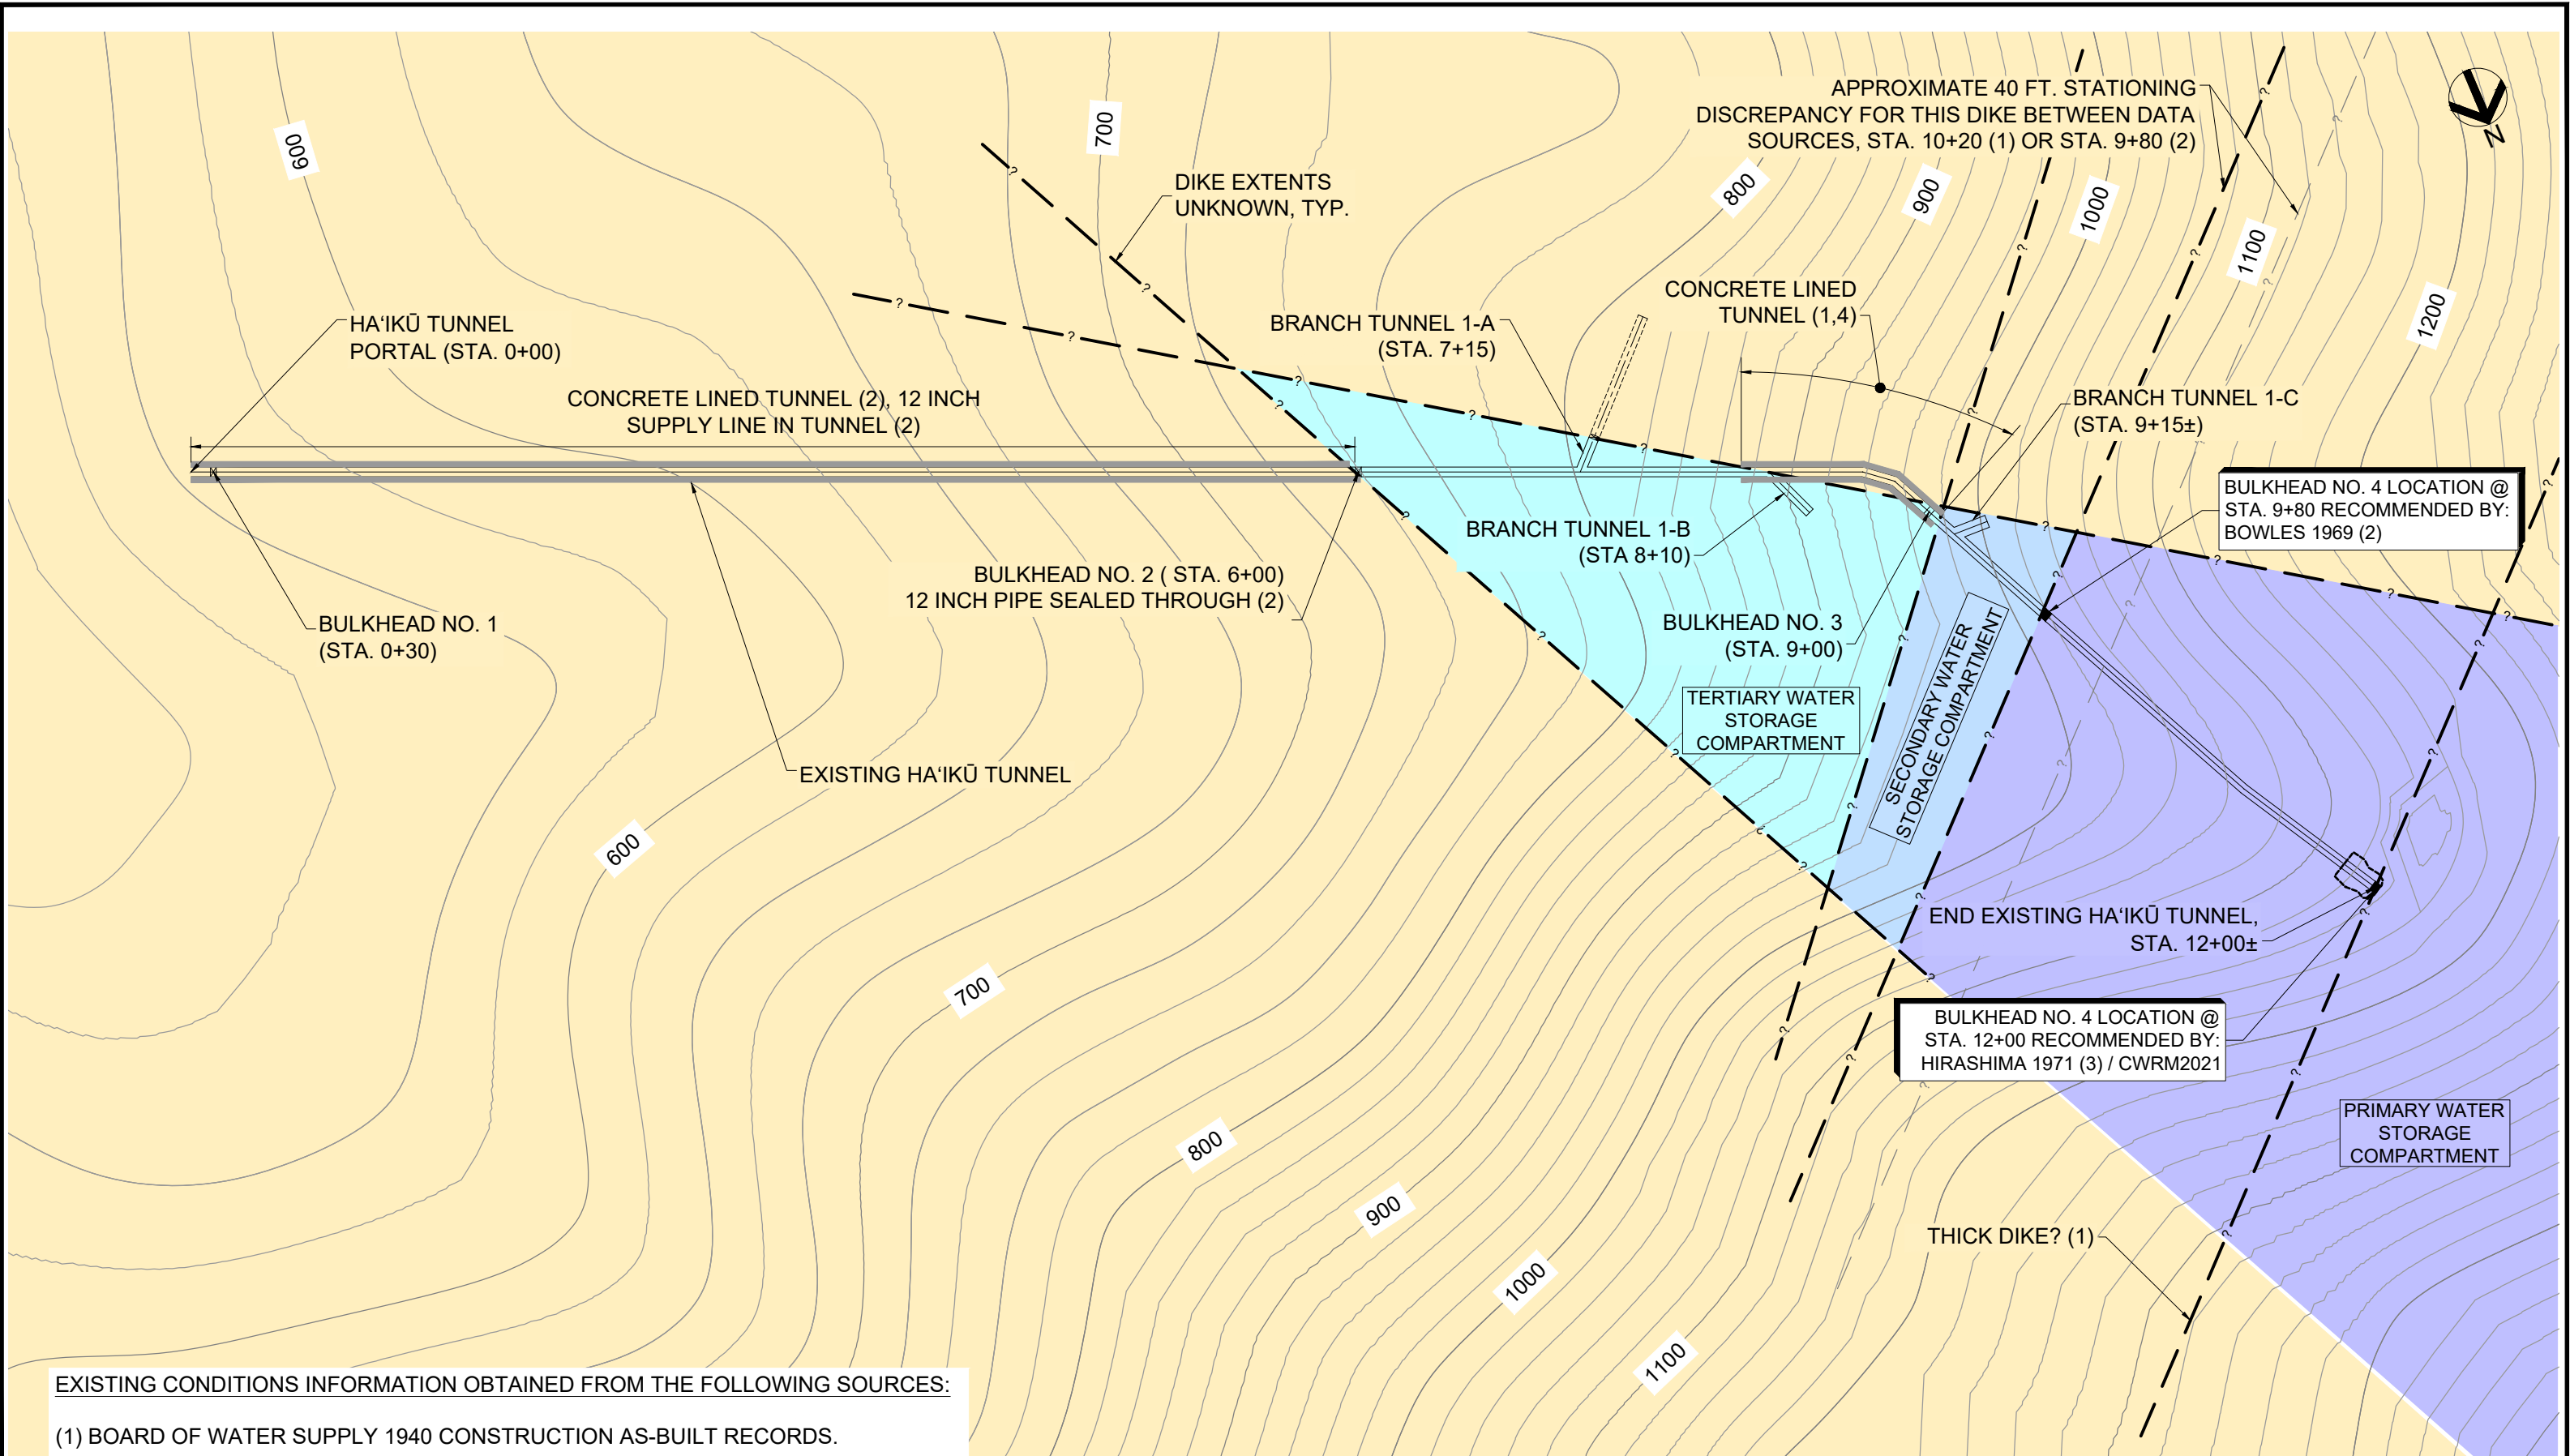 APPROXIMATE 40 FT. STATIONING
DISCREPANCY FOR THIS DIKE BETWEEN DATA
SOURCES, STA. 10+20 (1) OR STA. 9+80 (2)
N
600
700
DIKE EXTENTS
UNKNOWN, TYP.
800
900
1000
1100
1200
CONCRETE LINED
TUNNEL (1,4)
HA‘IKŪ TUNNEL
PORTAL (STA. 0+00)
BRANCH TUNNEL 1-A
(STA. 7+15)
CONCRETE LINED TUNNEL (2), 12 INCH
SUPPLY LINE IN TUNNEL (2)
BRANCH TUNNEL 1-C
(STA. 9+15±)
BULKHEAD NO. 4 LOCATION @
STA. 9+80 RECOMMENDED BY:
BOWLES 1969 (2)
BRANCH TUNNEL 1-B
(STA 8+10)
BULKHEAD NO. 2 ( STA. 6+00)
12 INCH PIPE SEALED THROUGH (2)
BULKHEAD NO. 1
(STA. 0+30)
BULKHEAD NO. 3
(STA. 9+00)
TERTIARY WATER
STORAGE
COMPARTMENT
SECONDARY WATER
STORAGE COMPARTMENT
EXISTING HA‘IKŪ TUNNEL
600
END EXISTING HA‘IKŪ TUNNEL,
STA. 12+00±
700
BULKHEAD NO. 4 LOCATION @
STA. 12+00 RECOMMENDED BY:
HIRASHIMA 1971 (3) / CWRM2021
PRIMARY WATER
STORAGE
COMPARTMENT
800
900
THICK DIKE? (1)
1000
1100
EXISTING CONDITIONS INFORMATION OBTAINED FROM THE FOLLOWING SOURCES:
(1) BOARD OF WATER SUPPLY 1940 CONSTRUCTION AS-BUILT RECORDS.